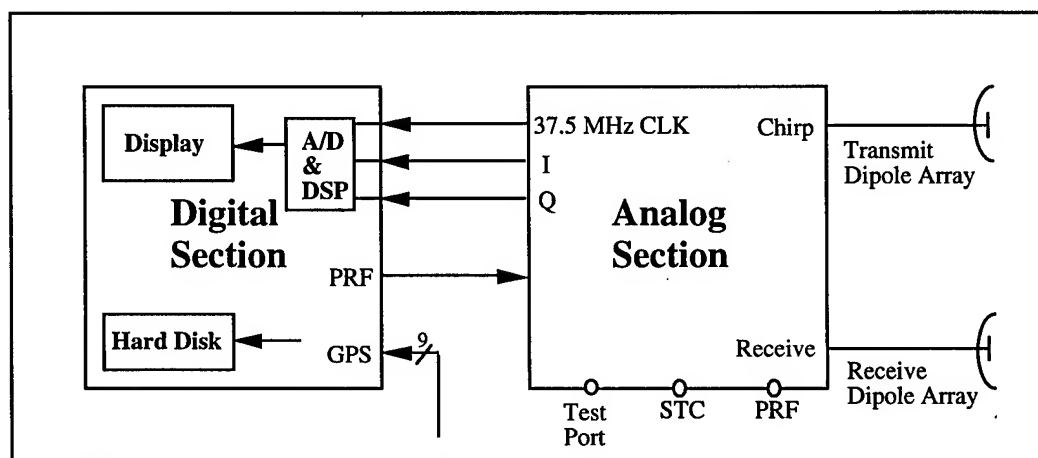 Display
A/D
&
DSP
Digital
Section
PRF
Hard Disk
GPS
9
37.5 MHz CLK
I
Q
Analog
Section
Chirp
Transmit
Dipole Array
Receive
Receive
Dipole Array
Test
Port
STC
PRF